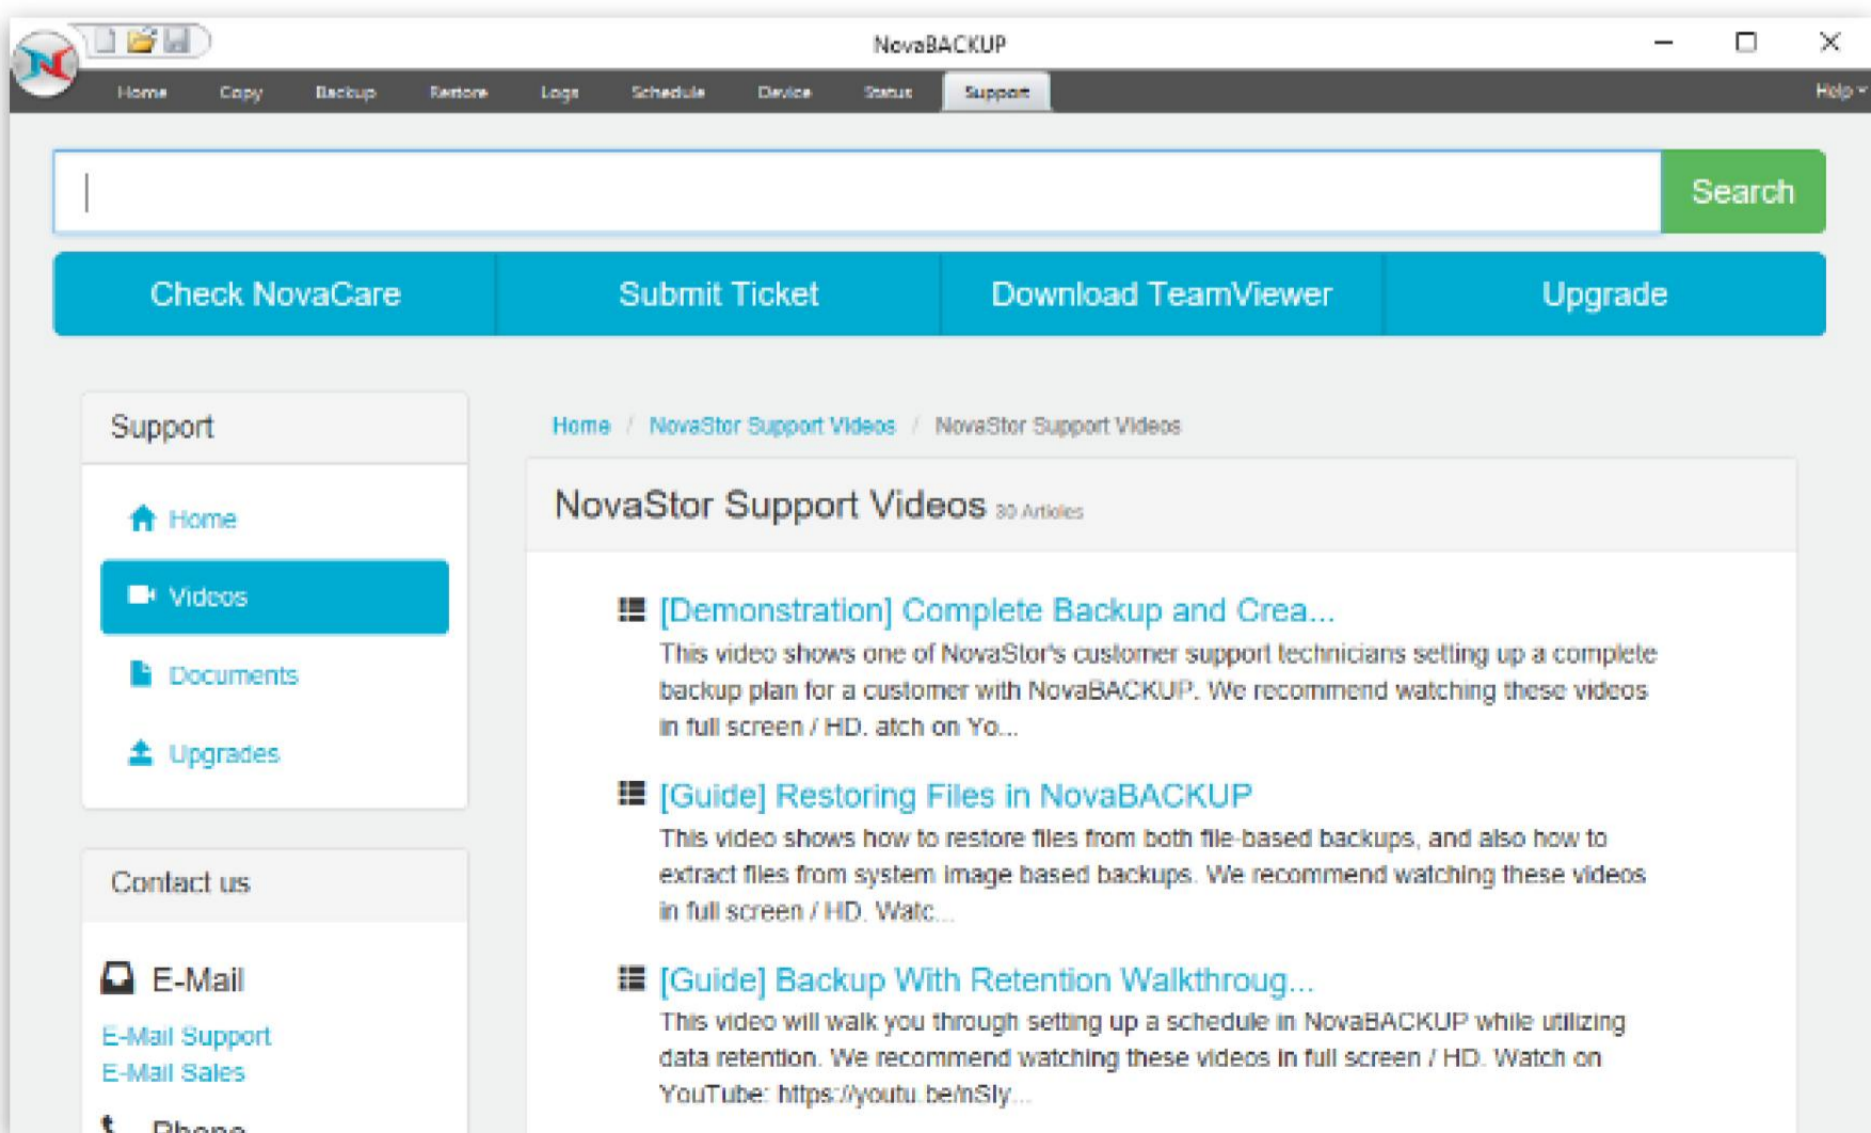 NovaBACKUP
Home Copy Backup Restore Logs Schedule Device Status Support Help
Search
Check NovaCare Submit Ticket Download TeamViewer Upgrade
Support
Home
Videos
Documents
Upgrades
Contact us
E-Mail
E-Mail Support
E-Mail Sales
Phone
Home / NovaStor Support Videos / NovaStor Support Videos
NovaStor Support Videos 30 Articles
[Demonstration] Complete Backup and Crea...
This video shows one of NovaStor's customer support technicians setting up a complete
backup plan for a customer with NovaBACKUP. We recommend watching these videos
in full screen / HD. atch on Yo...
[Guide] Restoring Files in NovaBACKUP
This video shows how to restore files from both file-based backups, and also how to
extract files from system image based backups. We recommend watching these videos
in full screen / HD. Watc...
[Guide] Backup With Retention Walkthroug...
This video will walk you through setting up a schedule in NovaBACKUP while utilizing
data retention. We recommend watching these videos in full screen / HD. Watch on
YouTube: https://youtu.be/nSIy...